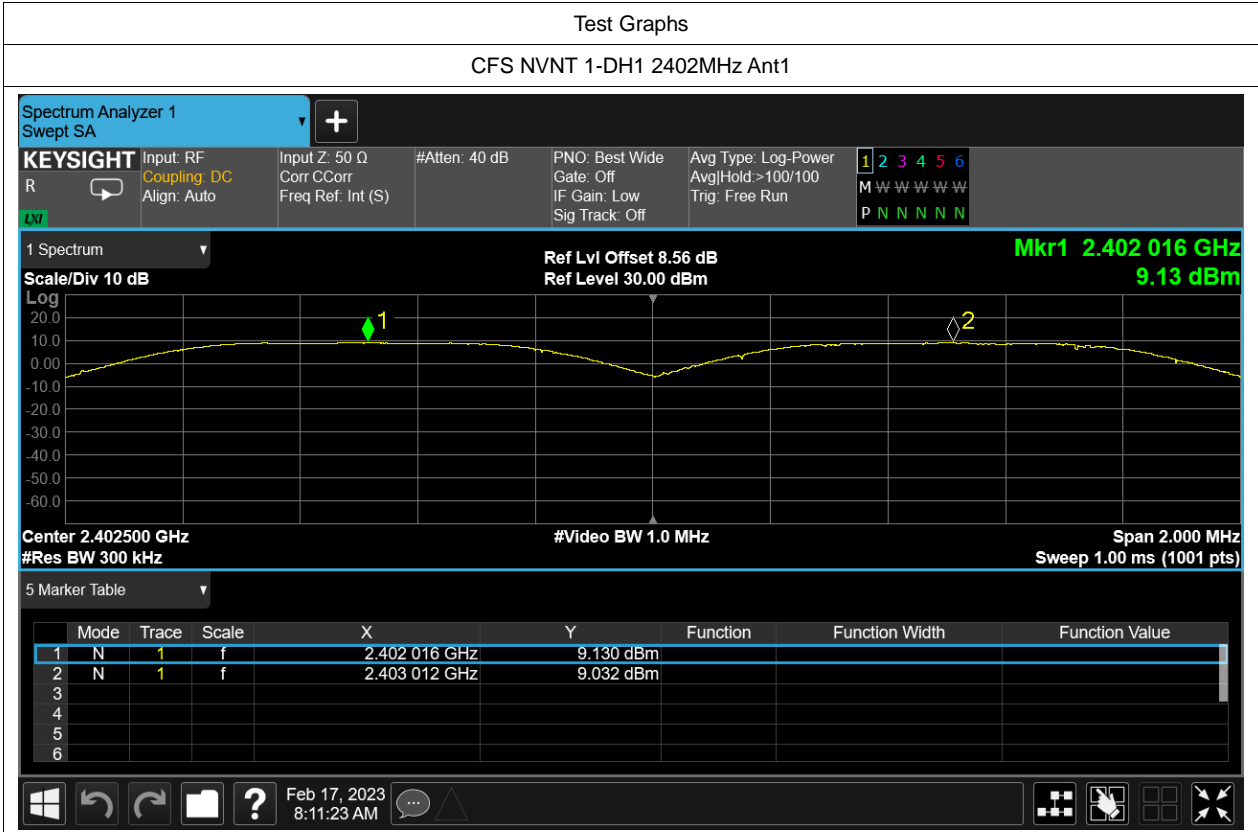 Test Graphs
CFS NVNT 1-DH1 2402MHz Ant1
Spectrum Analyzer 1
Swept SA
KEYSIGHT
R
LXI
Input: RF
Coupling: DC
Align: Auto
Input Z: 50 Ω
Corr CCorr
Freq Ref: Int (S)
#Atten: 40 dB
PNO: Best Wide
Gate: Off
IF Gain: Low
Sig Track: Off
Avg Type: Log-Power
Avg|Hold:>100/100
Trig: Free Run
1 2 3 4 5 6
M W W W W W
P N N N N N
1 Spectrum
Scale/Div 10 dB
Ref Lvl Offset 8.56 dB
Ref Level 30.00 dBm
Mkr1 2.402 016 GHz
9.13 dBm
Log
20.0
10.0
0.00
-10.0
-20.0
-30.0
-40.0
-50.0
-60.0
1
2
Center 2.402500 GHz #Video BW 1.0 MHz Span 2.000 MHz
#Res BW 300 kHz Sweep 1.00 ms (1001 pts)
5 Marker Table
Mode Trace Scale X Y Function Function Width Function Value
1 N 1 f 2.402 016 GHz 9.130 dBm
2 N 1 f 2.403 012 GHz 9.032 dBm
3
4
5
6
?
Feb 17, 2023
8:11:23 AM